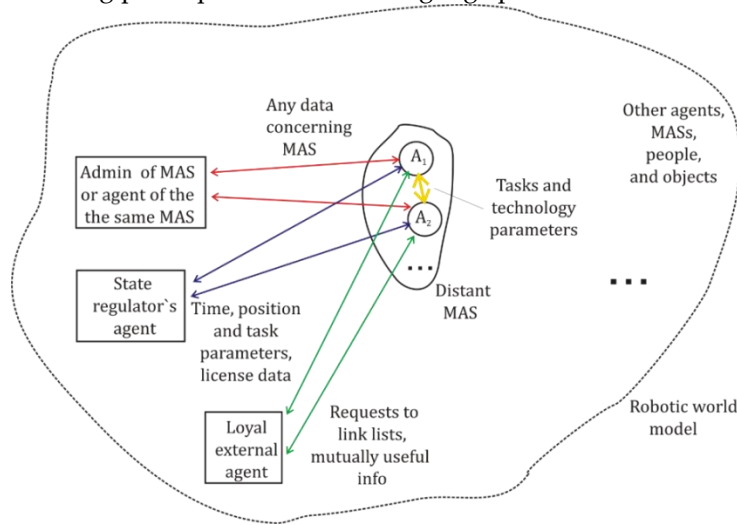 Any data
concerning
MAS
Other agents,
MASs,
people,
and objects
Admin of MAS
or agent of the
the same MAS
A₁
A₂
...
Tasks and
technology
parameters
Distant
MAS
...
State
regulator`s
agent
Time, position
and task
parameters,
license data
Loyal
external
agent
Requests to
link lists,
mutually useful
info
Robotic world
model